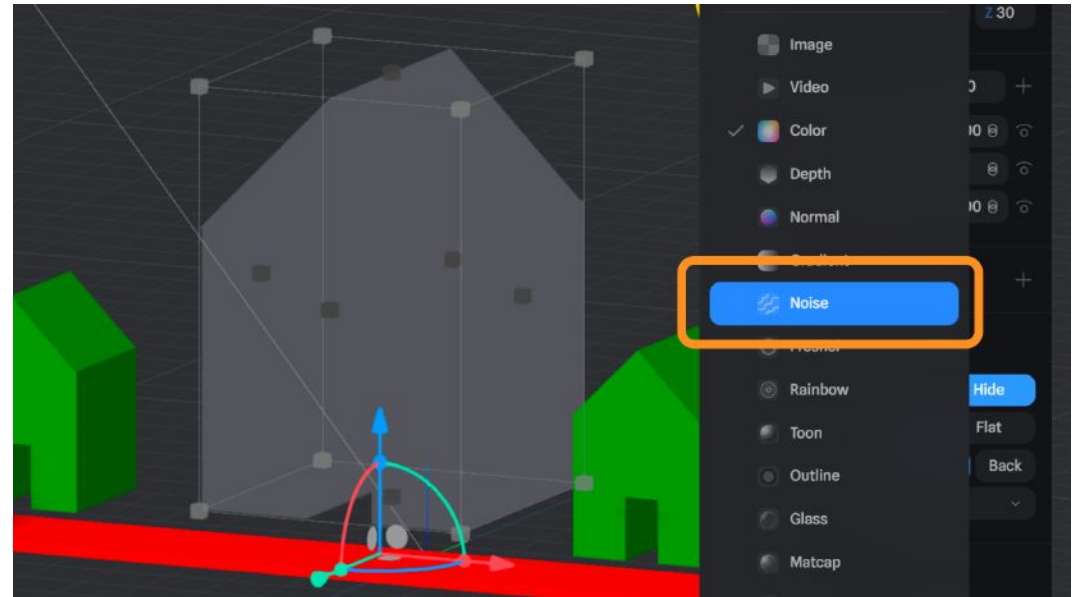 Z 30
Image
Video
Color
Depth
Normal
Noise
Rainbow
Hide
Toon
Flat
Back
Outline
Glass
Matcap